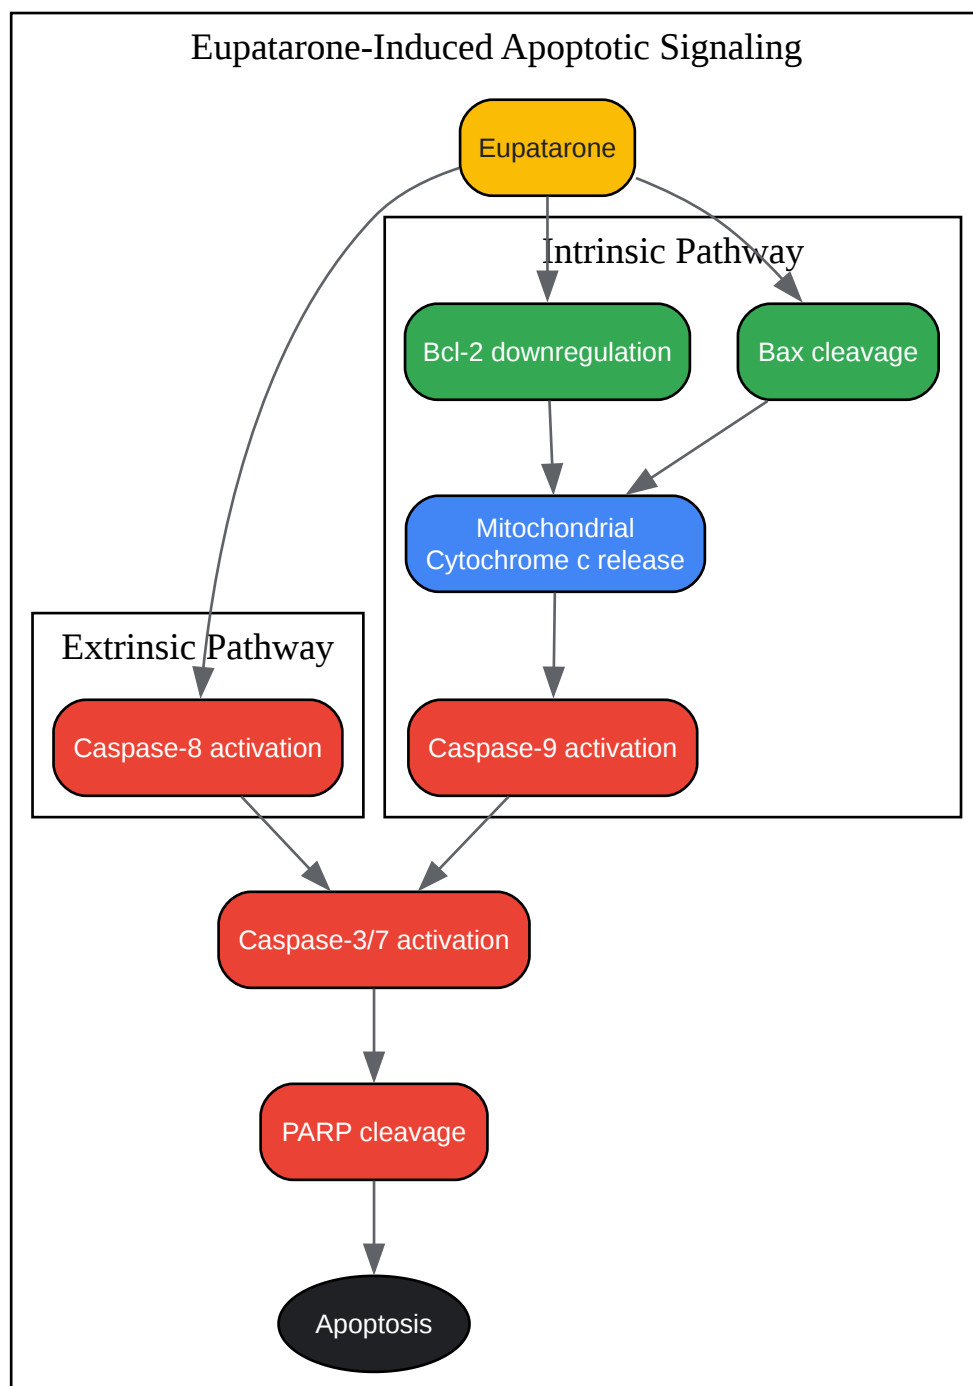 Eupatarone-Induced Apoptotic Signaling
Eupatarone
Intrinsic Pathway
Bcl-2 downregulation
Bax cleavage
Mitochondrial
Cytochrome c release
Extrinsic Pathway
Caspase-8 activation
Caspase-9 activation
Caspase-3/7 activation
PARP cleavage
Apoptosis